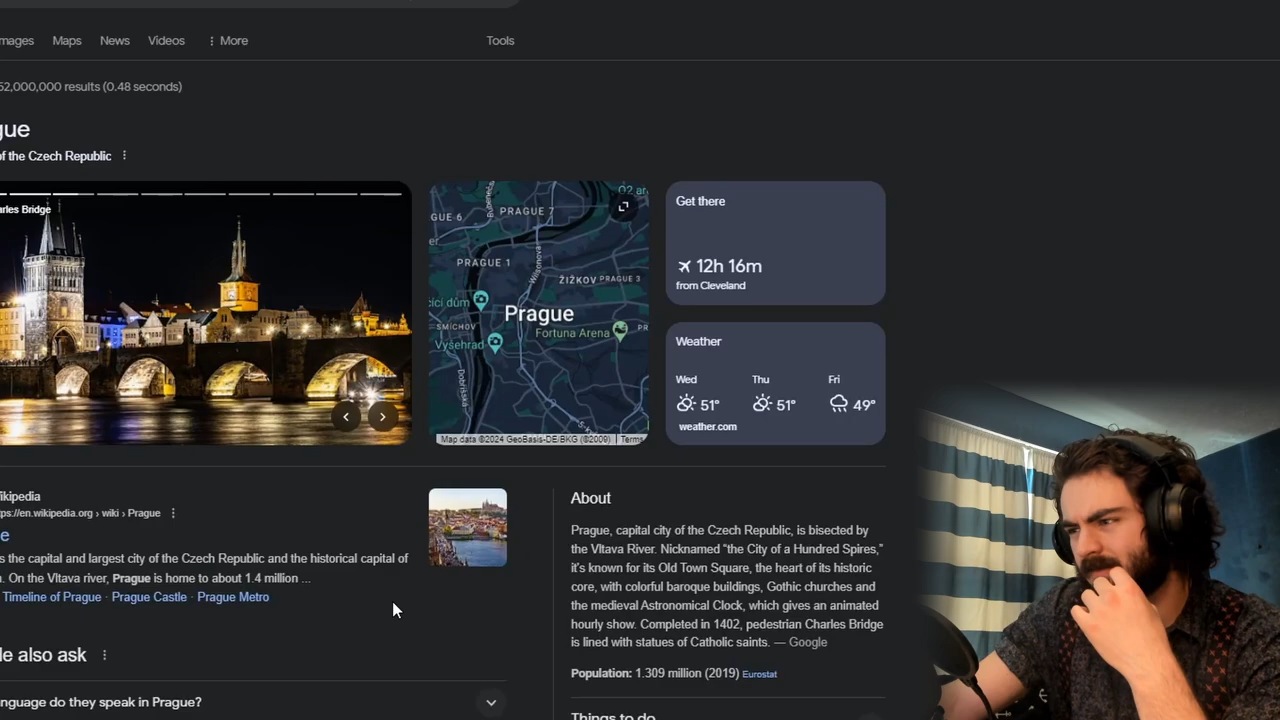 mages Maps News Videos More Tools
52,000,000 results (0.48 seconds)
gue
of the Czech Republic
arles Bridge
GUE 6
PRAGUE 7
O2 ar
er
PRAGUE 1
Wilsonova
ŽIŽKOV
PRAGUE 3
čící dům
Prague
SMÍCHOV
Fortuna Arena
PR
Vyšehrad
Dobříšská
Map data ©2024 GeoBasis-DE/BKG (©2009)
Terms
Get there
12h 16m
from Cleveland
Weather
Wed Thu Fri
51° 51° 49°
weather.com
ikipedia
ps://en.wikipedia.org › wiki › Prague
e
s the capital and largest city of the Czech Republic and the historical capital of
. On the Vltava river, Prague is home to about 1.4 million ...
Timeline of Prague · Prague Castle · Prague Metro
le also ask
nguage do they speak in Prague?
About
Prague, capital city of the Czech Republic, is bisected by
the Vltava River. Nicknamed "the City of a Hundred Spires,"
it's known for its Old Town Square, the heart of its historic
core, with colorful baroque buildings, Gothic churches and
the medieval Astronomical Clock, which gives an animated
hourly show. Completed in 1402, pedestrian Charles Bridge
is lined with statues of Catholic saints. — Google
Population: 1.309 million (2019) Eurostat
Things to do